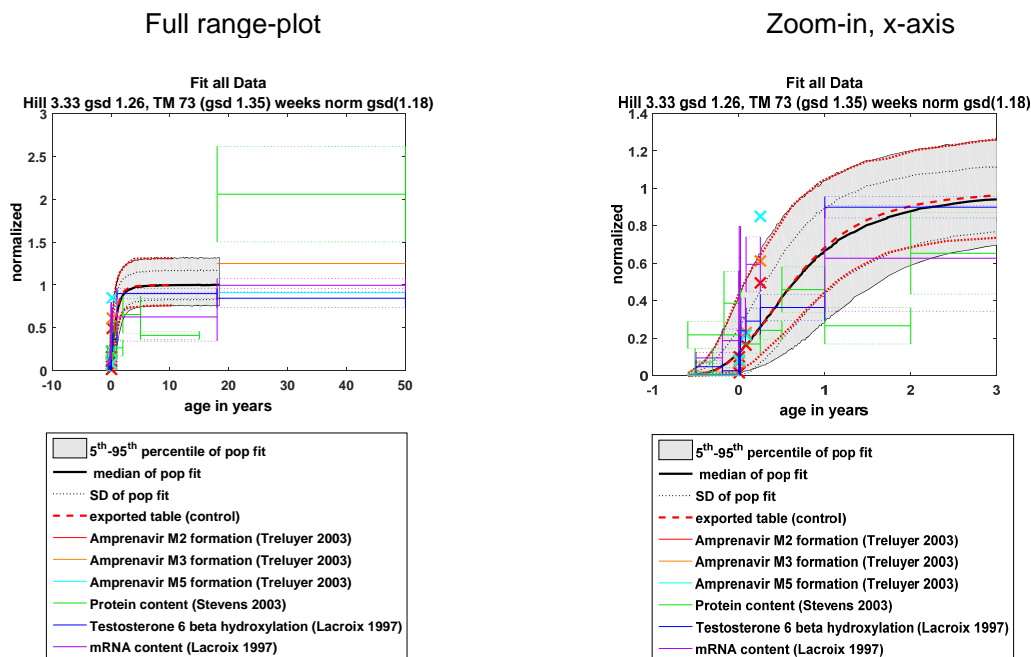 Full range-plot
Zoom-in, x-axis
Fit all Data
Hill 3.33 gsd 1.26, TM 73 (gsd 1.35) weeks norm gsd(1.18)
3
2.5
2
1.5
1
0.5
0
normalized
-10
0
10
20
30
40
50
age in years
5th-95th percentile of pop fit
median of pop fit
SD of pop fit
exported table (control)
Amprenavir M2 formation (Treluyer 2003)
Amprenavir M3 formation (Treluyer 2003)
Amprenavir M5 formation (Treluyer 2003)
Protein content (Stevens 2003)
Testosterone 6 beta hydroxylation (Lacroix 1997)
mRNA content (Lacroix 1997)
Fit all Data
Hill 3.33 gsd 1.26, TM 73 (gsd 1.35) weeks norm gsd(1.18)
1.4
1.2
1
0.8
0.6
0.4
0.2
0
normalized
-1
0
1
2
3
age in years
5th-95th percentile of pop fit
median of pop fit
SD of pop fit
exported table (control)
Amprenavir M2 formation (Treluyer 2003)
Amprenavir M3 formation (Treluyer 2003)
Amprenavir M5 formation (Treluyer 2003)
Protein content (Stevens 2003)
Testosterone 6 beta hydroxylation (Lacroix 1997)
mRNA content (Lacroix 1997)